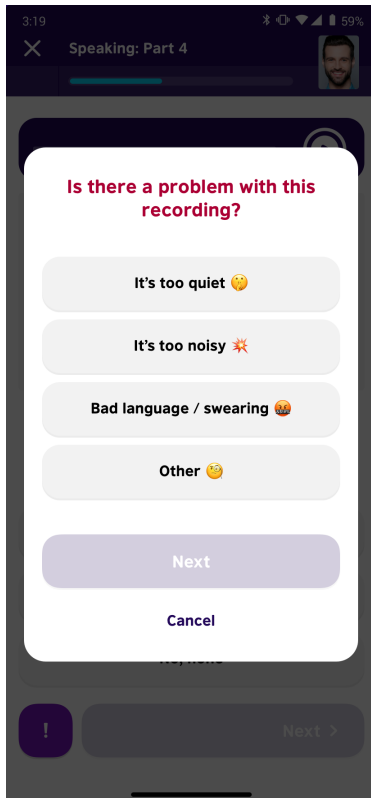 3:19
59%
Speaking: Part 4
Is there a problem with this
recording?
It's too quiet 🤫
It's too noisy 💥
Bad language / swearing 🤬
Other 🧐
Next
Cancel
!
Next >